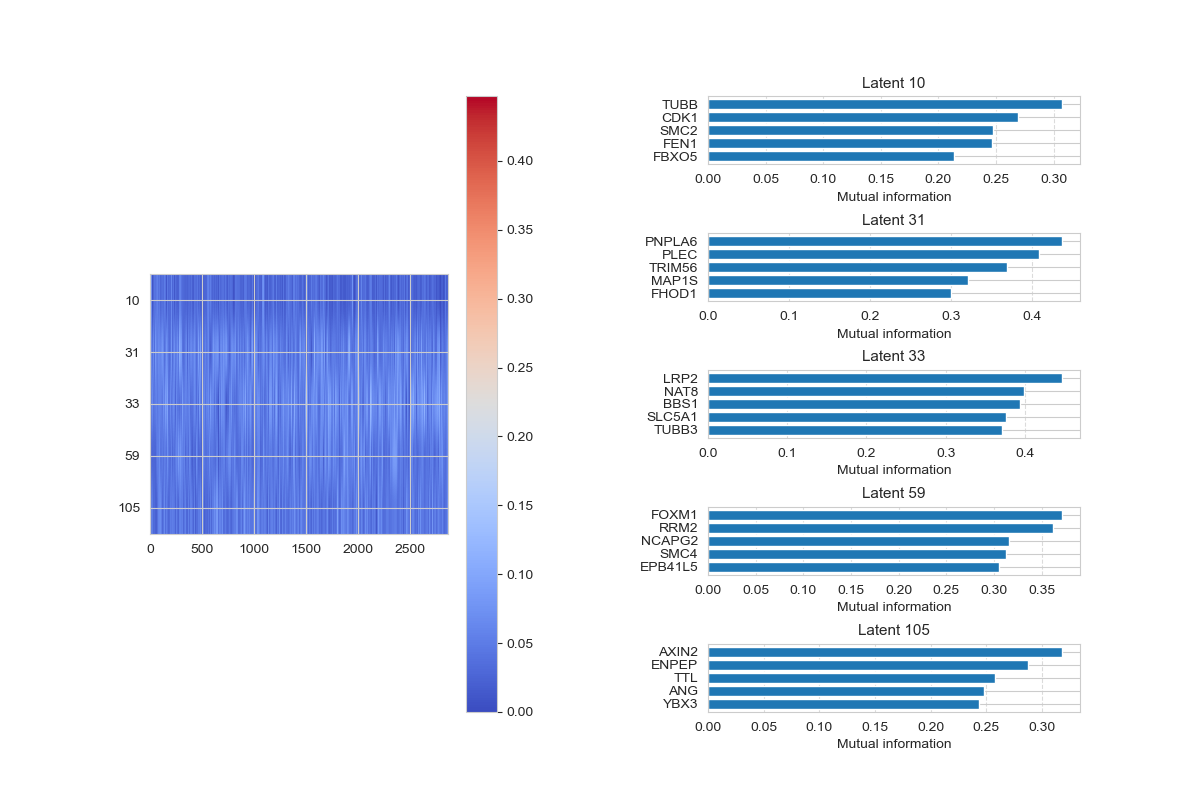 10
31
33
59
105
0 500 1000 1500 2000 2500
0.40
0.35
0.30
0.25
0.20
0.15
0.10
0.05
0.00
Latent 10
TUBB
CDK1
SMC2
FEN1
FBXO5
0.00 0.05 0.10 0.15 0.20 0.25 0.30
Mutual information
Latent 31
PNPLA6
PLEC
TRIM56
MAP1S
FHOD1
0.0 0.1 0.2 0.3 0.4
Mutual information
Latent 33
LRP2
NAT8
BBS1
SLC5A1
TUBB3
0.0 0.1 0.2 0.3 0.4
Mutual information
Latent 59
FOXM1
RRM2
NCAPG2
SMC4
EPB41L5
0.00 0.05 0.10 0.15 0.20 0.25 0.30 0.35
Mutual information
Latent 105
AXIN2
ENPEP
TTL
ANG
YBX3
0.00 0.05 0.10 0.15 0.20 0.25 0.30
Mutual information